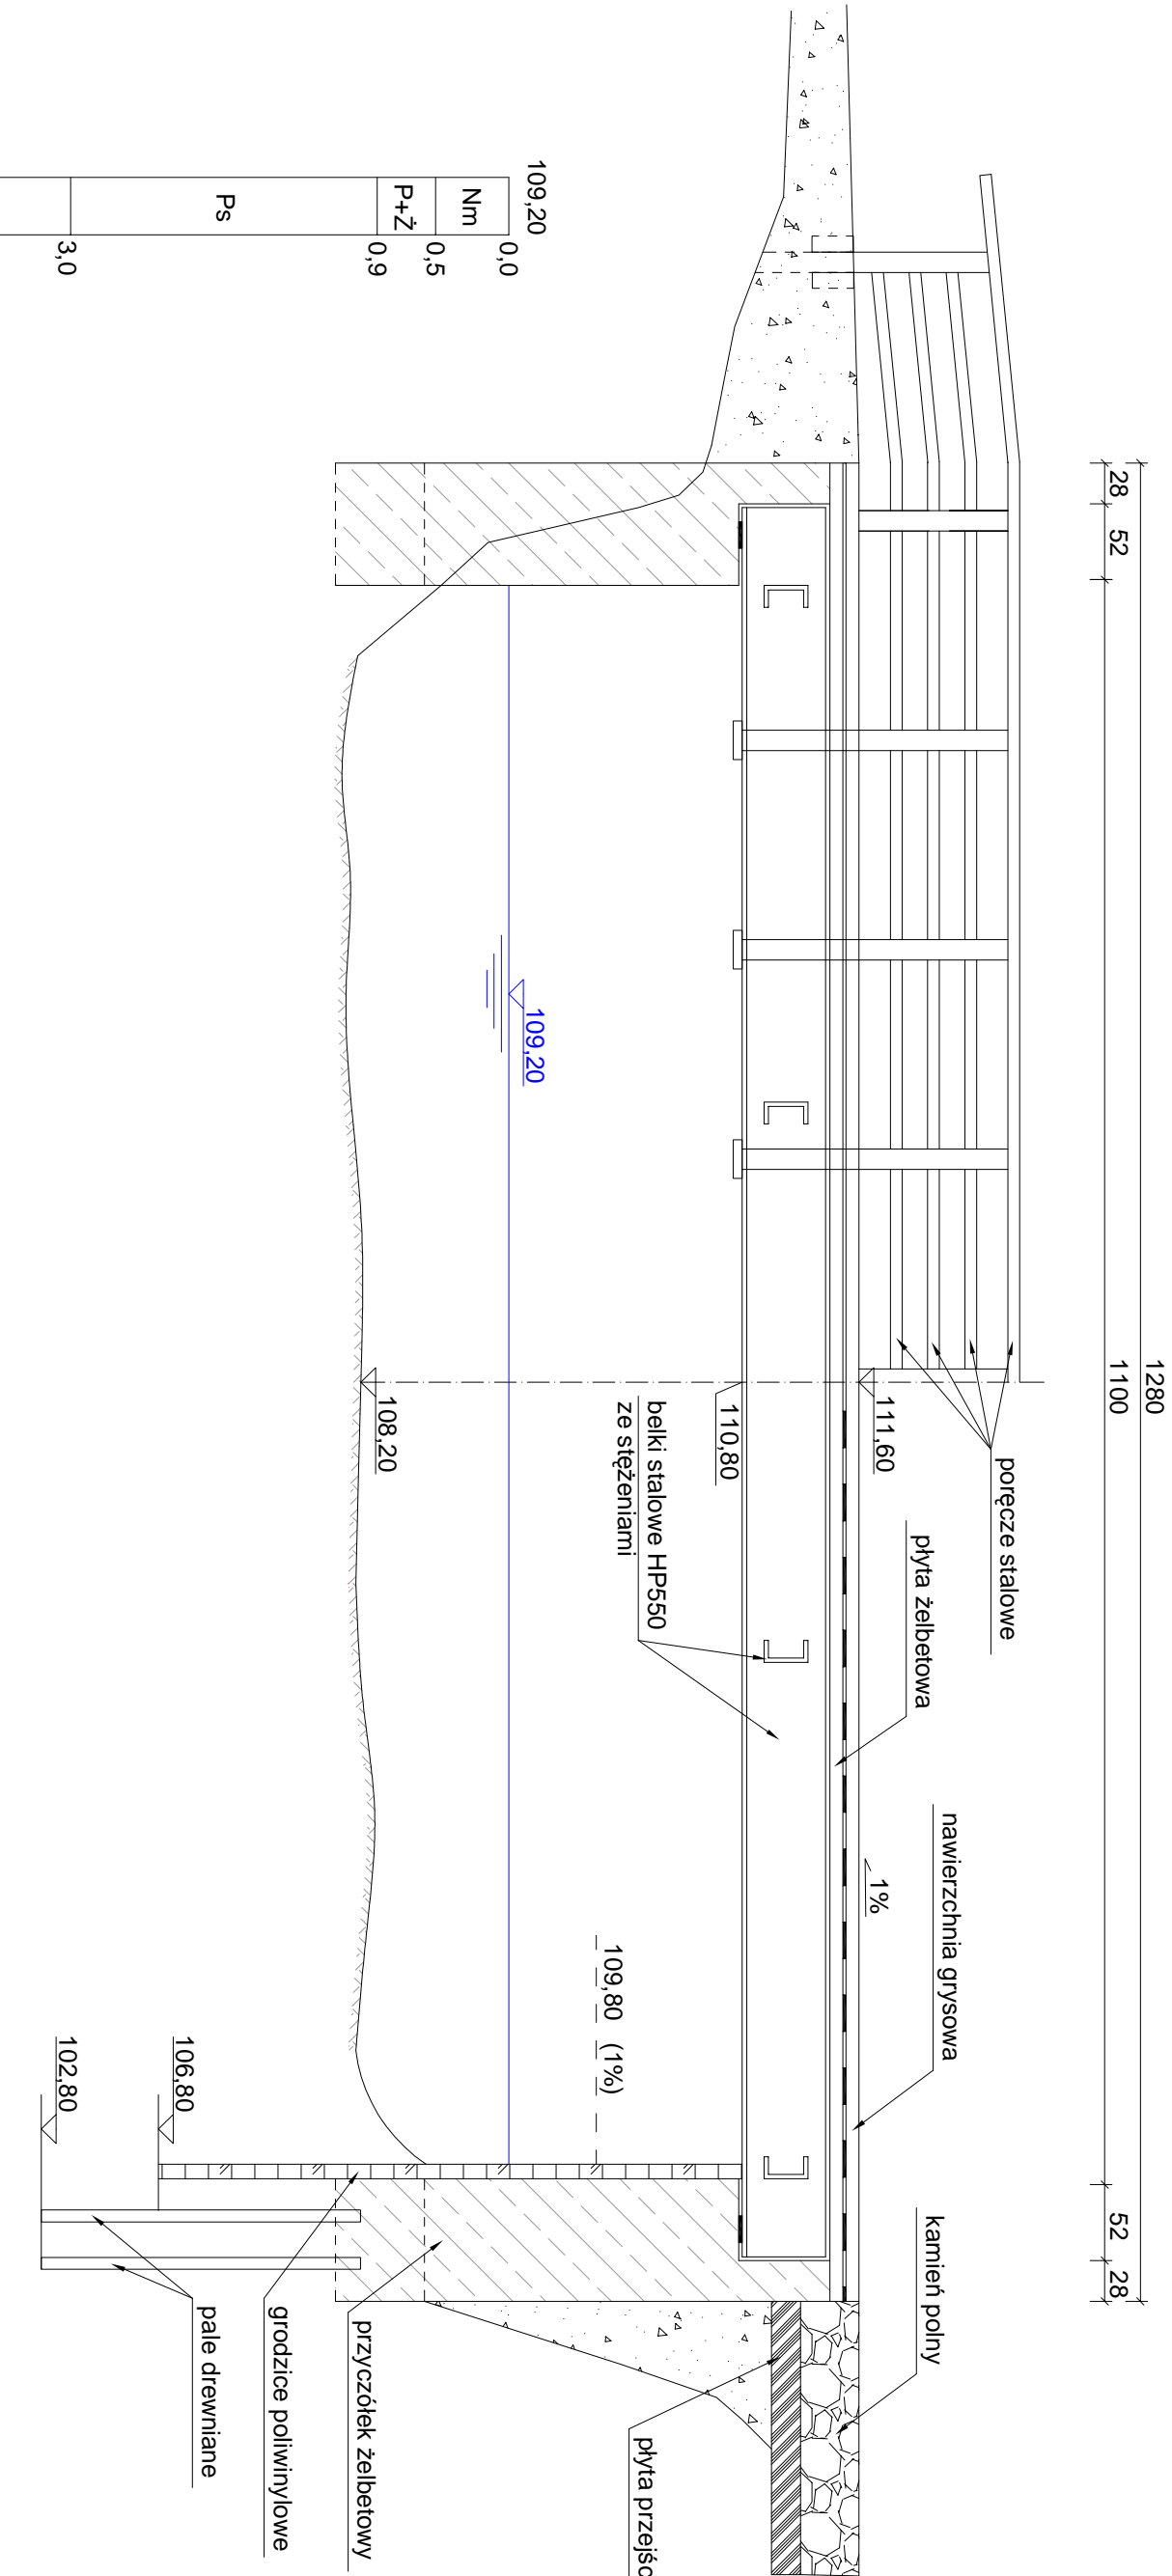 1280
28
52
1100
52
28
poręcze stalowe
płyta żelbetowa
nawierzchnia grysowa
kamień polny
111,60
1%
110,80
belki stalowe HP550
ze stężeniami
płyta przejśc
109,20
109,20
109,80 (1%)
0,0
Nm
0,5
P+Ż
0,9
Ps
3,0
108,20
przyczółek żelbetowy
grodzice poliwinylowe
pale drewniane
106,80
102,80